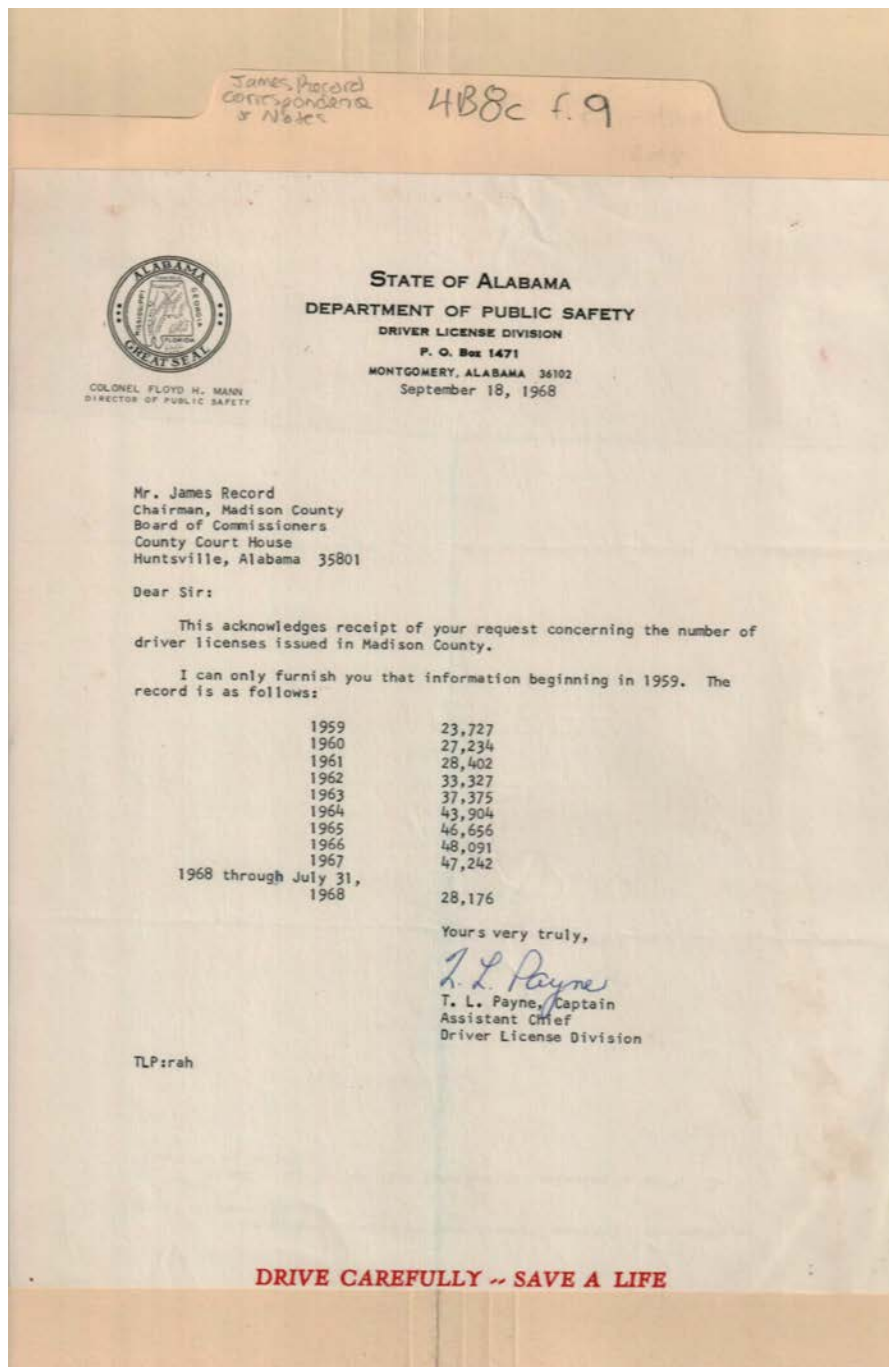 James Record
Correspondence
& Notes
4B8c f.9
ALABAMA
MISSISSIPPI
GEORGIA
FLORIDA
GREAT SEAL
COLONEL FLOYD H. MANN
DIRECTOR OF PUBLIC SAFETY
STATE OF ALABAMA
DEPARTMENT OF PUBLIC SAFETY
DRIVER LICENSE DIVISION
P. O. Box 1471
MONTGOMERY, ALABAMA 36102
September 18, 1968
Mr. James Record
Chairman, Madison County
Board of Commissioners
County Court House
Huntsville, Alabama 35801
Dear Sir:
This acknowledges receipt of your request concerning the number of
driver licenses issued in Madison County.
I can only furnish you that information beginning in 1959. The
record is as follows:
1959 23,727
1960 27,234
1961 28,402
1962 33,327
1963 37,375
1964 43,904
1965 46,656
1966 48,091
1967 47,242
1968 through July 31,
1968 28,176
Yours very truly,
T. L. Payne
T. L. Payne, Captain
Assistant Chief
Driver License Division
TLP:rah
DRIVE CAREFULLY -- SAVE A LIFE